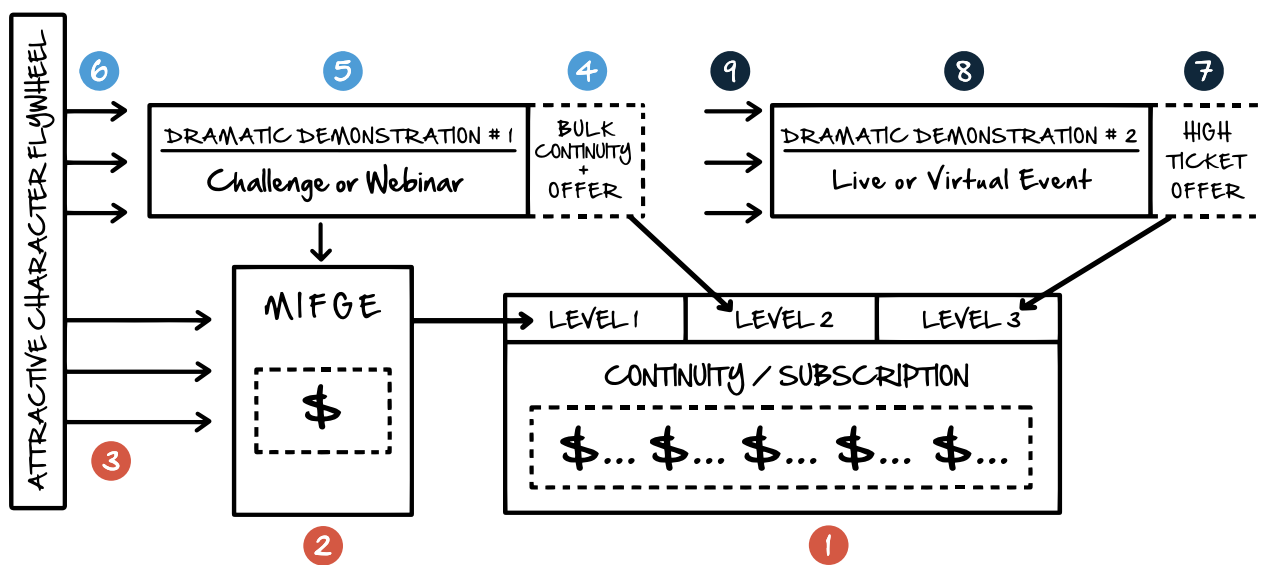 ATTRACTIVE CHARACTER FLYWHEEL
6
5
4
9
8
7
DRAMATIC DEMONSTRATION # 1
Challenge or Webinar
BULK
CONTINUITY
+
OFFER
DRAMATIC DEMONSTRATION # 2
Live or Virtual Event
HIGH
TICKET
OFFER
MIFGE
$
LEVEL 1
LEVEL 2
LEVEL 3
CONTINUITY / SUBSCRIPTION
$... $... $... $... $...
3
2
1